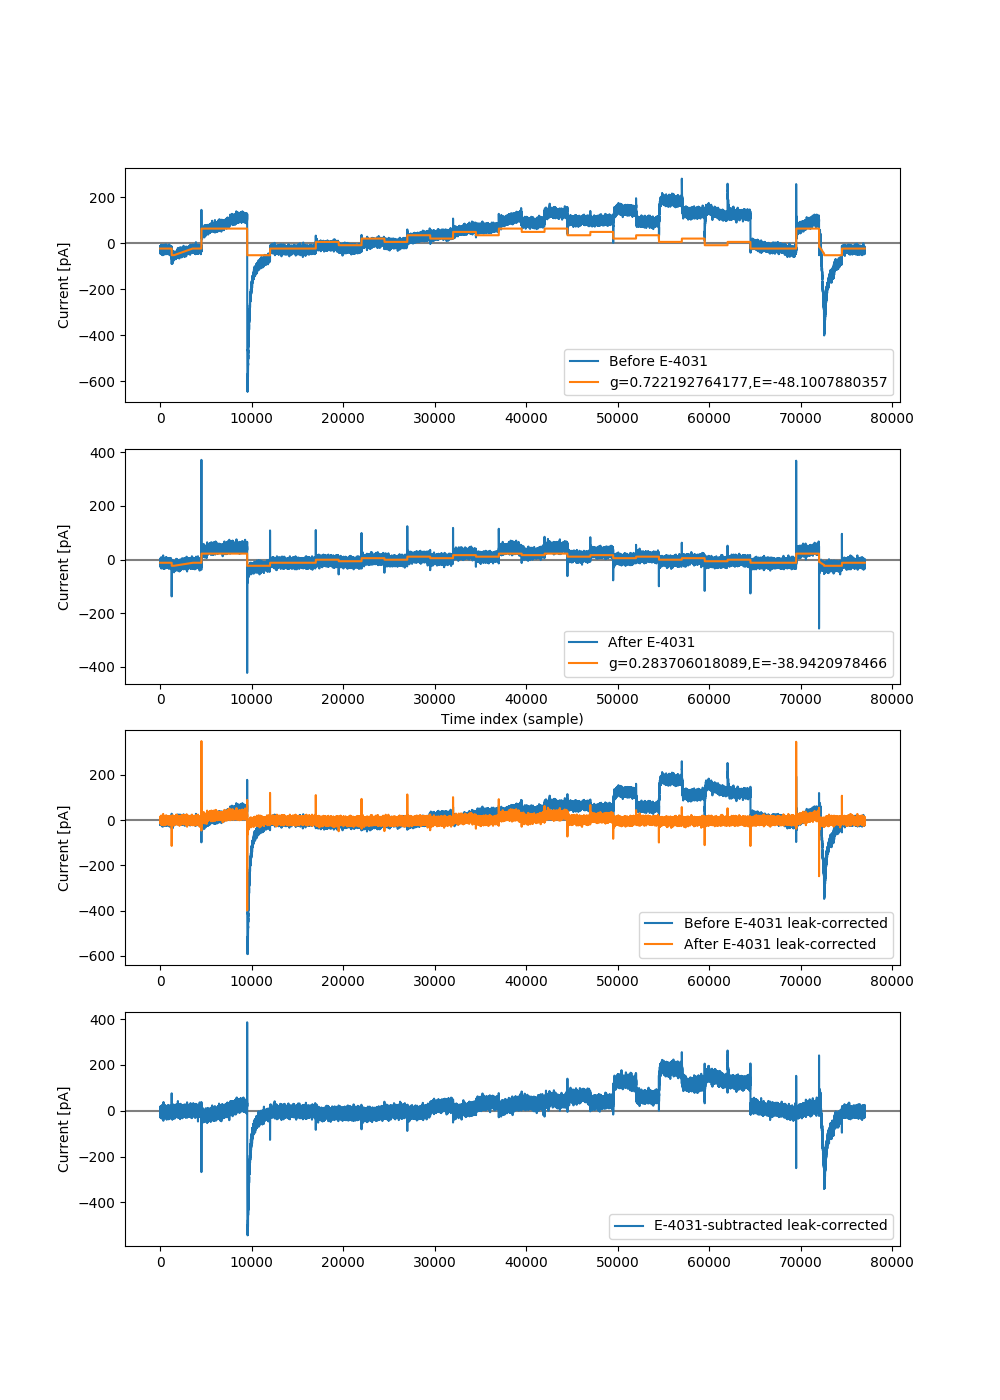 200
0
−200
−400
−600
Current [pA]
Before E-4031
g=0.722192764177,E=-48.1007880357
0 10000 20000 30000 40000 50000 60000 70000 80000
400
200
0
−200
−400
Current [pA]
After E-4031
g=0.283706018089,E=-38.9420978466
0 10000 20000 30000 40000 50000 60000 70000 80000
Time index (sample)
200
0
−200
−400
−600
Current [pA]
Before E-4031 leak-corrected
After E-4031 leak-corrected
0 10000 20000 30000 40000 50000 60000 70000 80000
400
200
0
−200
−400
Current [pA]
E-4031-subtracted leak-corrected
0 10000 20000 30000 40000 50000 60000 70000 80000